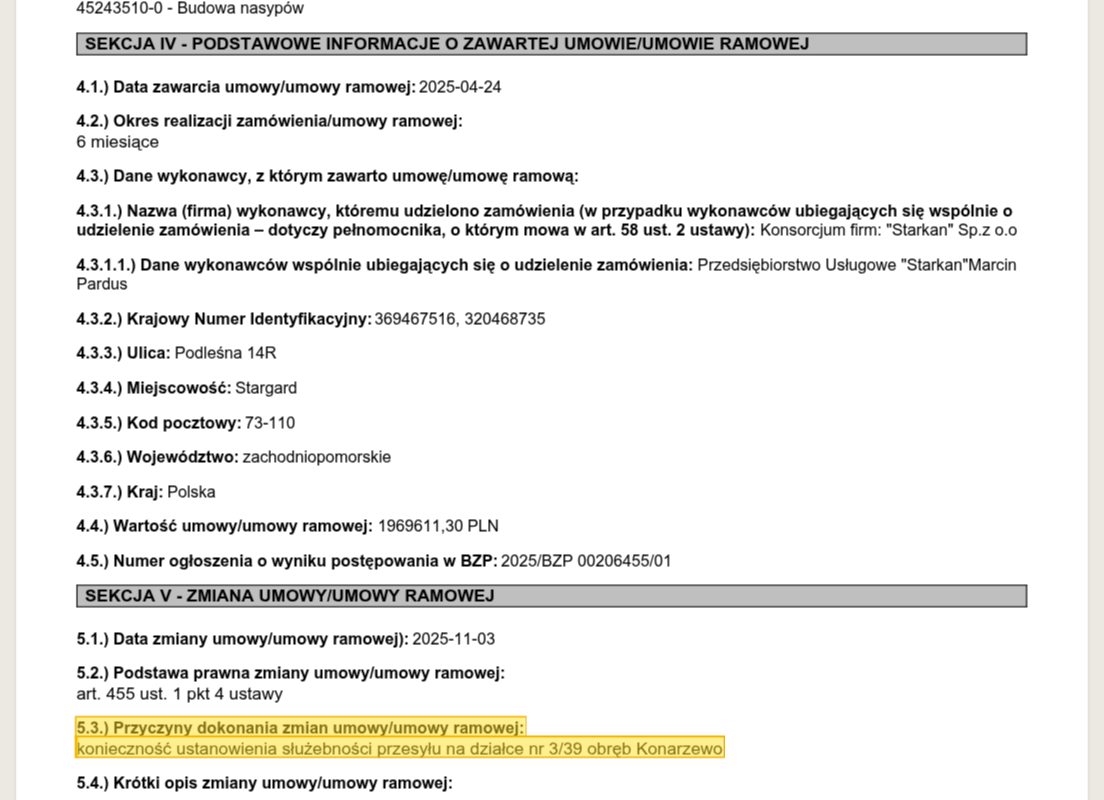 45243510-0 - Budowa nasypów
SEKCJA IV - PODSTAWOWE INFORMACJE O ZAWARTEJ UMOWIE/UMOWIE RAMOWEJ
4.1.) Data zawarcia umowy/umowy ramowej: 2025-04-24
4.2.) Okres realizacji zamówienia/umowy ramowej:
6 miesiące
4.3.) Dane wykonawcy, z którym zawarto umowę/umowę ramową:
4.3.1.) Nazwa (firma) wykonawcy, któremu udzielono zamówienia (w przypadku wykonawców ubiegających się wspólnie o
udzielenie zamówienia – dotyczy pełnomocnika, o którym mowa w art. 58 ust. 2 ustawy): Konsorcjum firm: "Starkan" Sp.z o.o
4.3.1.1.) Dane wykonawców wspólnie ubiegających się o udzielenie zamówienia: Przedsiębiorstwo Usługowe "Starkan"Marcin
Pardus
4.3.2.) Krajowy Numer Identyfikacyjny: 369467516, 320468735
4.3.3.) Ulica: Podleśna 14R
4.3.4.) Miejscowość: Stargard
4.3.5.) Kod pocztowy: 73-110
4.3.6.) Województwo: zachodniopomorskie
4.3.7.) Kraj: Polska
4.4.) Wartość umowy/umowy ramowej: 1969611,30 PLN
4.5.) Numer ogłoszenia o wyniku postępowania w BZP: 2025/BZP 00206455/01
SEKCJA V - ZMIANA UMOWY/UMOWY RAMOWEJ
5.1.) Data zmiany umowy/umowy ramowej): 2025-11-03
5.2.) Podstawa prawna zmiany umowy/umowy ramowej:
art. 455 ust. 1 pkt 4 ustawy
5.3.) Przyczyny dokonania zmian umowy/umowy ramowej:
konieczność ustanowienia służebności przesyłu na działce nr 3/39 obręb Konarzewo
5.4.) Krótki opis zmiany umowy/umowy ramowej: